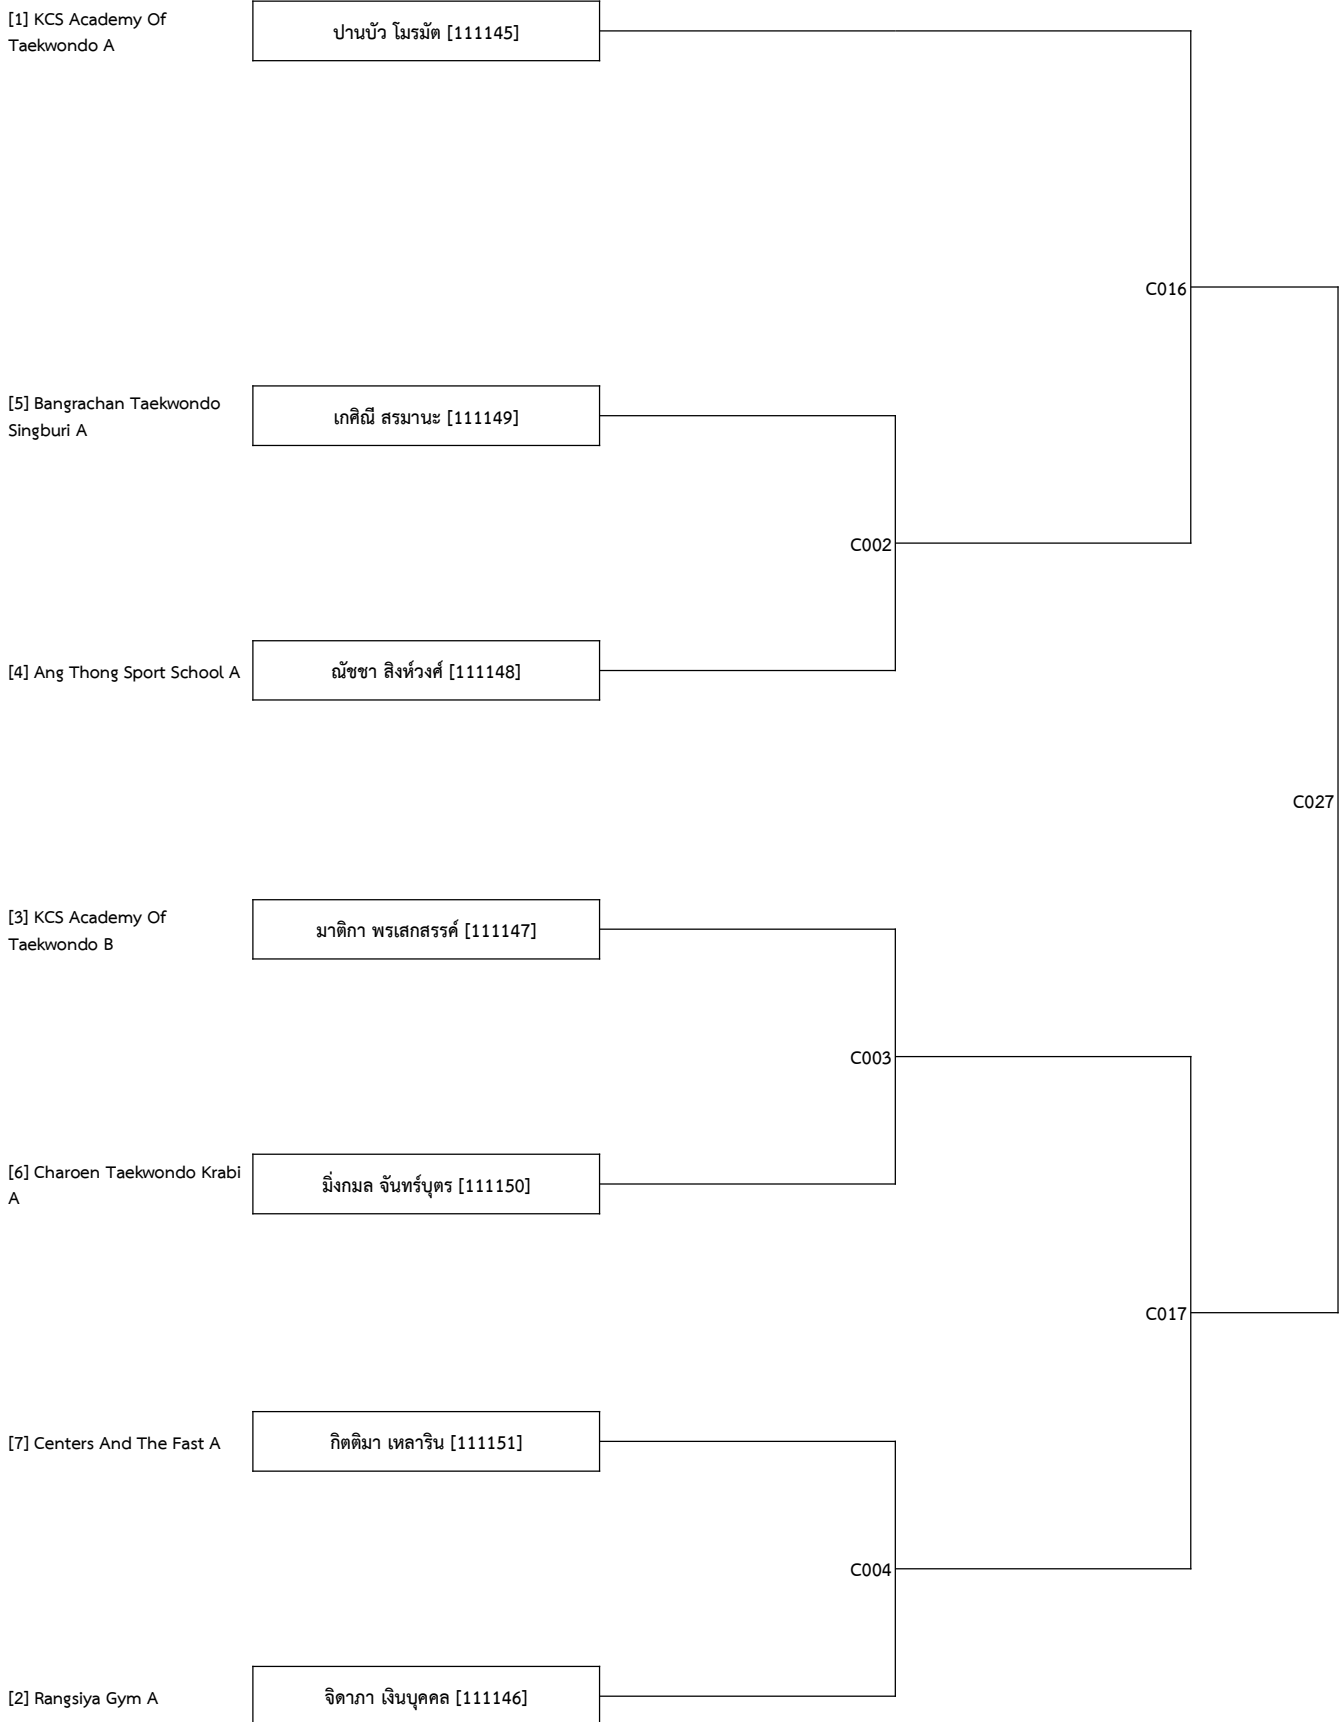 [1] KCS Academy Of
Taekwondo A
ปานบัว โมรมัต [111145]
C016
[5] Bangrachan Taekwondo
Singburi A
เกศิณี สรมานะ [111149]
C002
[4] Ang Thong Sport School A
ณัชชา สิงห์วงศ์ [111148]
C027
[3] KCS Academy Of
Taekwondo B
มาติกา พรเสกสรรค์ [111147]
C003
[6] Charoen Taekwondo Krabi
A
มิ่งกมล จันทร์บุตร [111150]
C017
[7] Centers And The Fast A
กิตติมา เหลาริน [111151]
C004
[2] Rangsiya Gym A
จิดาภา เงินบุคคล [111146]